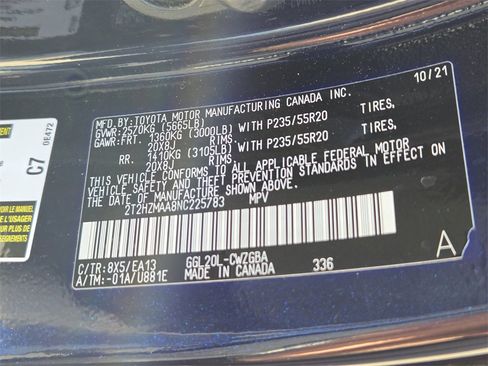 10/21
MFD.BY: TOYOTA MOTOR MANUFACTURING CANADA INC.
GVWR: 2570KG (5665LB)
GAWR: FRT. 1360KG (3000LB) WITH P235/55R20 TIRES,
20X8J RIMS,
RR. 1410KG (3105LB) WITH P235/55R20 TIRES,
20X8J RIMS,
THIS VEHICLE CONFORMS TO ALL APPLICABLE FEDERAL MOTOR
VEHICLE SAFETY AND THEFT PREVENTION STANDARDS IN EFFECT ON
THE DATE OF MANUFACTURE SHOWN ABOVE.
2T2HZMAA8NC225783 MPV
C/TR: 8X5/EA13 GGL20L-CWZGBA
A/TM: -01A/U881E MADE IN CANADA 336
A
C7
0E472
L'USAGER